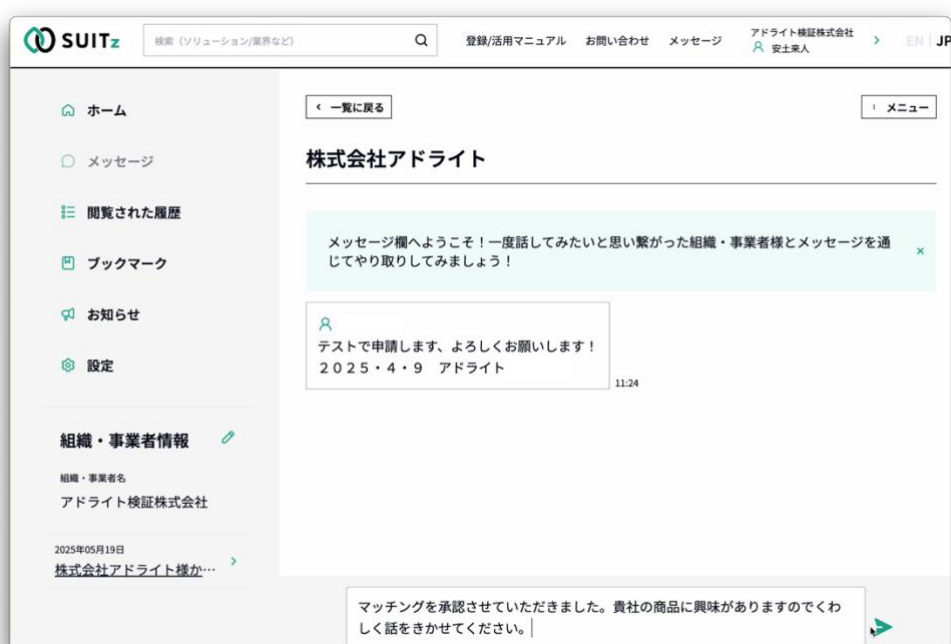 SUITz
検索（ソリューション/業界など）
登録/活用マニュアル
お問い合わせ
メッセージ
アドライト検証株式会社
安土来人
EN
JP
ホーム
メッセージ
閲覧された履歴
ブックマーク
お知らせ
設定
組織・事業者情報
組織・事業者名
アドライト検証株式会社
2025年05月19日
株式会社アドライト様か…
一覧に戻る
メニュー
株式会社アドライト
メッセージ欄へようこそ！一度話してみたいと思い繋がった組織・事業者様とメッセージを通
じてやり取りしてみましょう！
テストで申請します、よろしくお願いします！
２０２５・４・９　アドライト
11:24
マッチングを承認させていただきました。貴社の商品に興味がありますのでくわ
しく話をきかせてください。